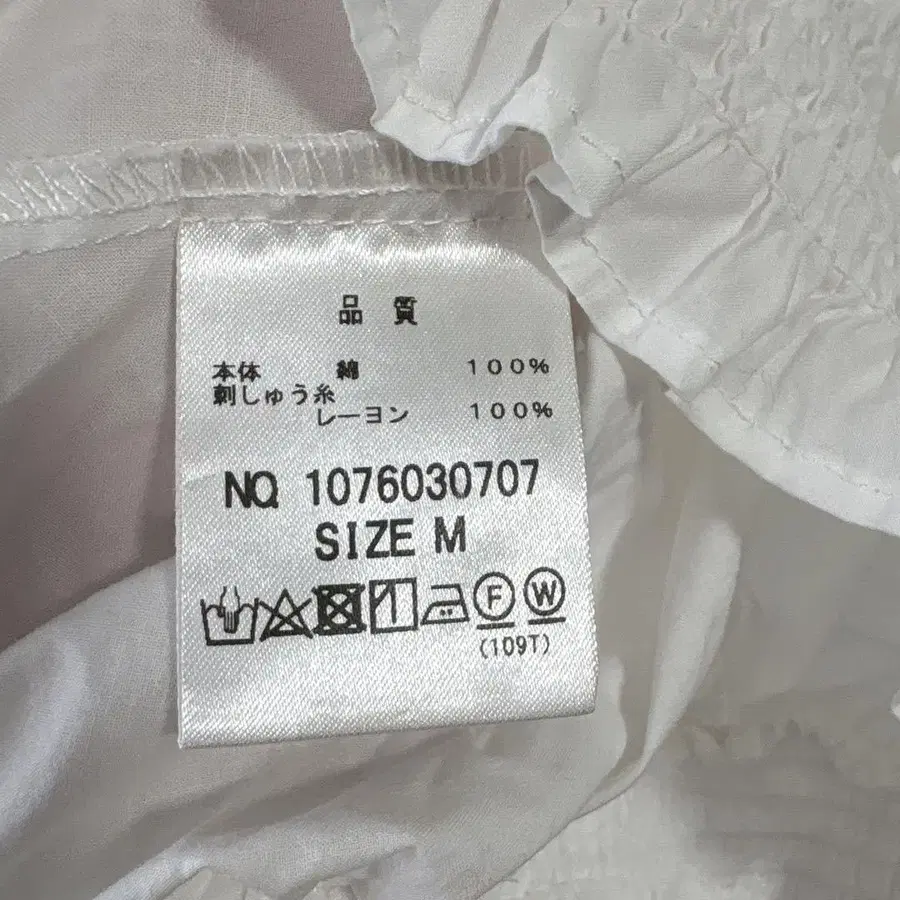 品 質
本体 綿 100%
刺しゅう糸
レーヨン 100%
NO. 1076030707
SIZE M
F W
(109T)